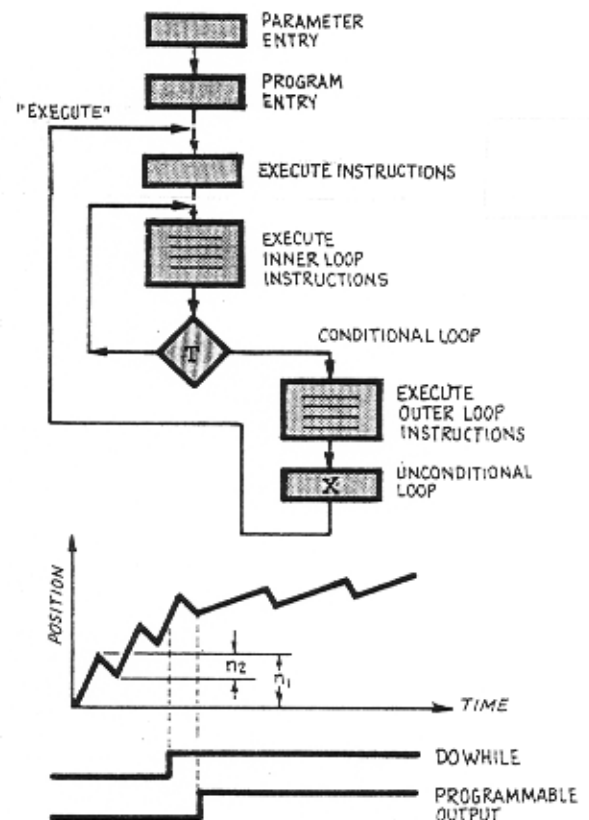 PARAMETER
ENTRY
PROGRAM
ENTRY
"EXECUTE"
EXECUTE INSTRUCTIONS
EXECUTE
INNER LOOP
INSTRUCTIONS
T
CONDITIONAL LOOP
EXECUTE
OUTER LOOP
INSTRUCTIONS
X
UNCONDITIONAL
LOOP
POSITION
n2
n1
TIME
DOWHILE
PROGRAMMABLE
OUTPUT